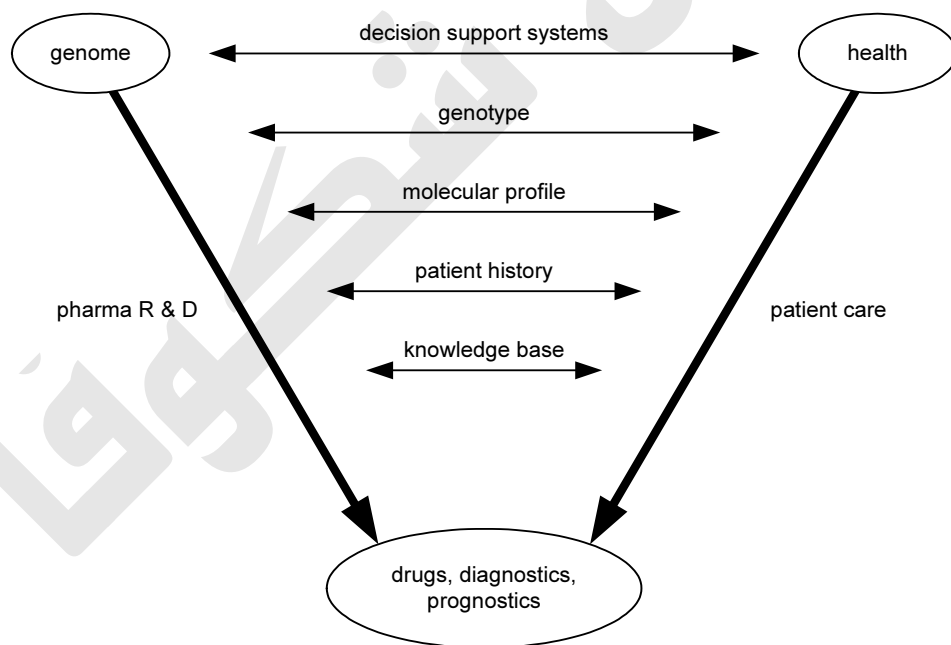 decision support systems
genome
health
genotype
molecular profile
patient history
pharma R & D
patient care
knowledge base
drugs, diagnostics,
prognostics